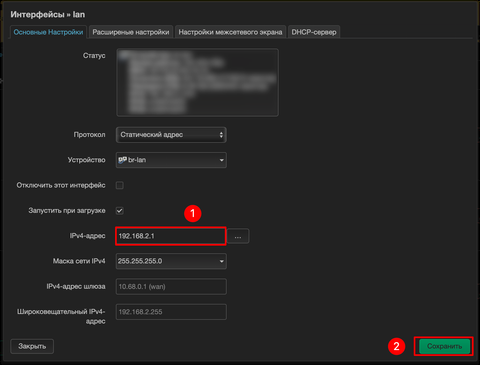 Интерфейсы » lan
Основные Настройки
Расширеные настройки
Настройки межсетевого экрана
DHCP-сервер
Статус
Протокол
Статический адрес
Устройство
br-lan
Отключить этот интерфейс
Запустить при загрузке
1
IPv4-адрес
192.168.2.1
...
Маска сети IPv4
255.255.255.0
IPv4-адрес шлюза
10.68.0.1 (wan)
Широковещательный IPv4-
адрес
192.168.2.255
Закрыть
2
Сохранить